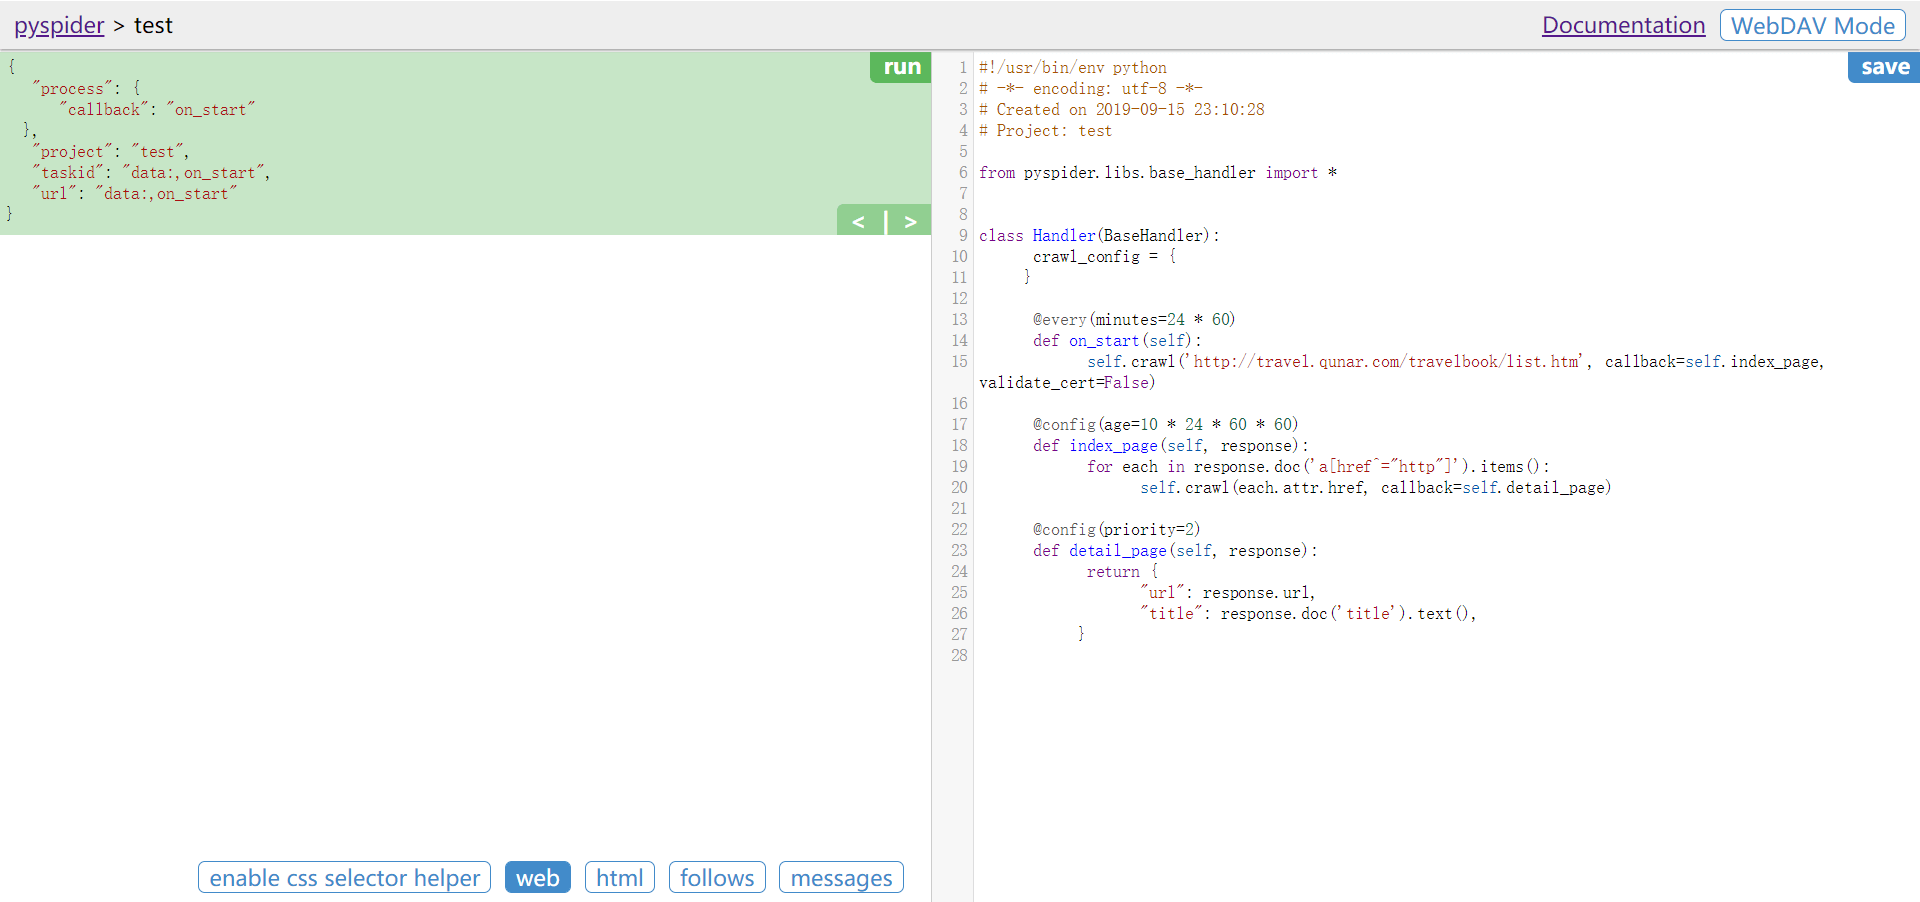 pyspider > test
Documentation
WebDAV Mode
{
"process": {
"callback": "on_start"
},
"project": "test",
"taskid": "data:,on_start",
"url": "data:,on_start"
}
run
< | >
enable css selector helper
web
html
follows
messages
save
1 #!/usr/bin/env python
2 # -*- encoding: utf-8 -*-
3 # Created on 2019-09-15 23:10:28
4 # Project: test
5
6 from pyspider.libs.base_handler import *
7
8
9 class Handler(BaseHandler):
10 crawl_config = {
11 }
12
13 @every(minutes=24 * 60)
14 def on_start(self):
15 self.crawl('http://travel.qunar.com/travelbook/list.htm', callback=self.index_page,
validate_cert=False)
16
17 @config(age=10 * 24 * 60 * 60)
18 def index_page(self, response):
19 for each in response.doc('a[href^="http"]').items():
20 self.crawl(each.attr.href, callback=self.detail_page)
21
22 @config(priority=2)
23 def detail_page(self, response):
24 return {
25 "url": response.url,
26 "title": response.doc('title').text(),
27 }
28